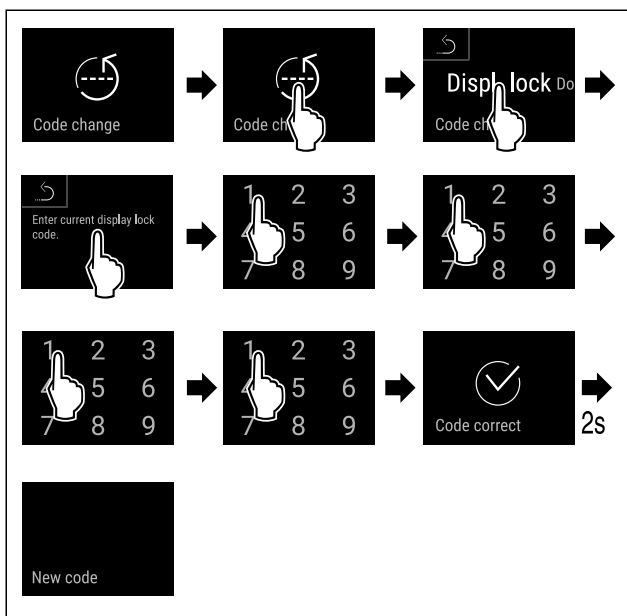 Code change
Code ch
Displ lock Do
Code ch
Enter current display lock
code.
1 2 3
5 6
7 8 9
1 2 3
5 6
7 8 9
1 2 3
5 6
7 8 9
1 2 3
5 6
7 8 9
Code correct
2s
New code